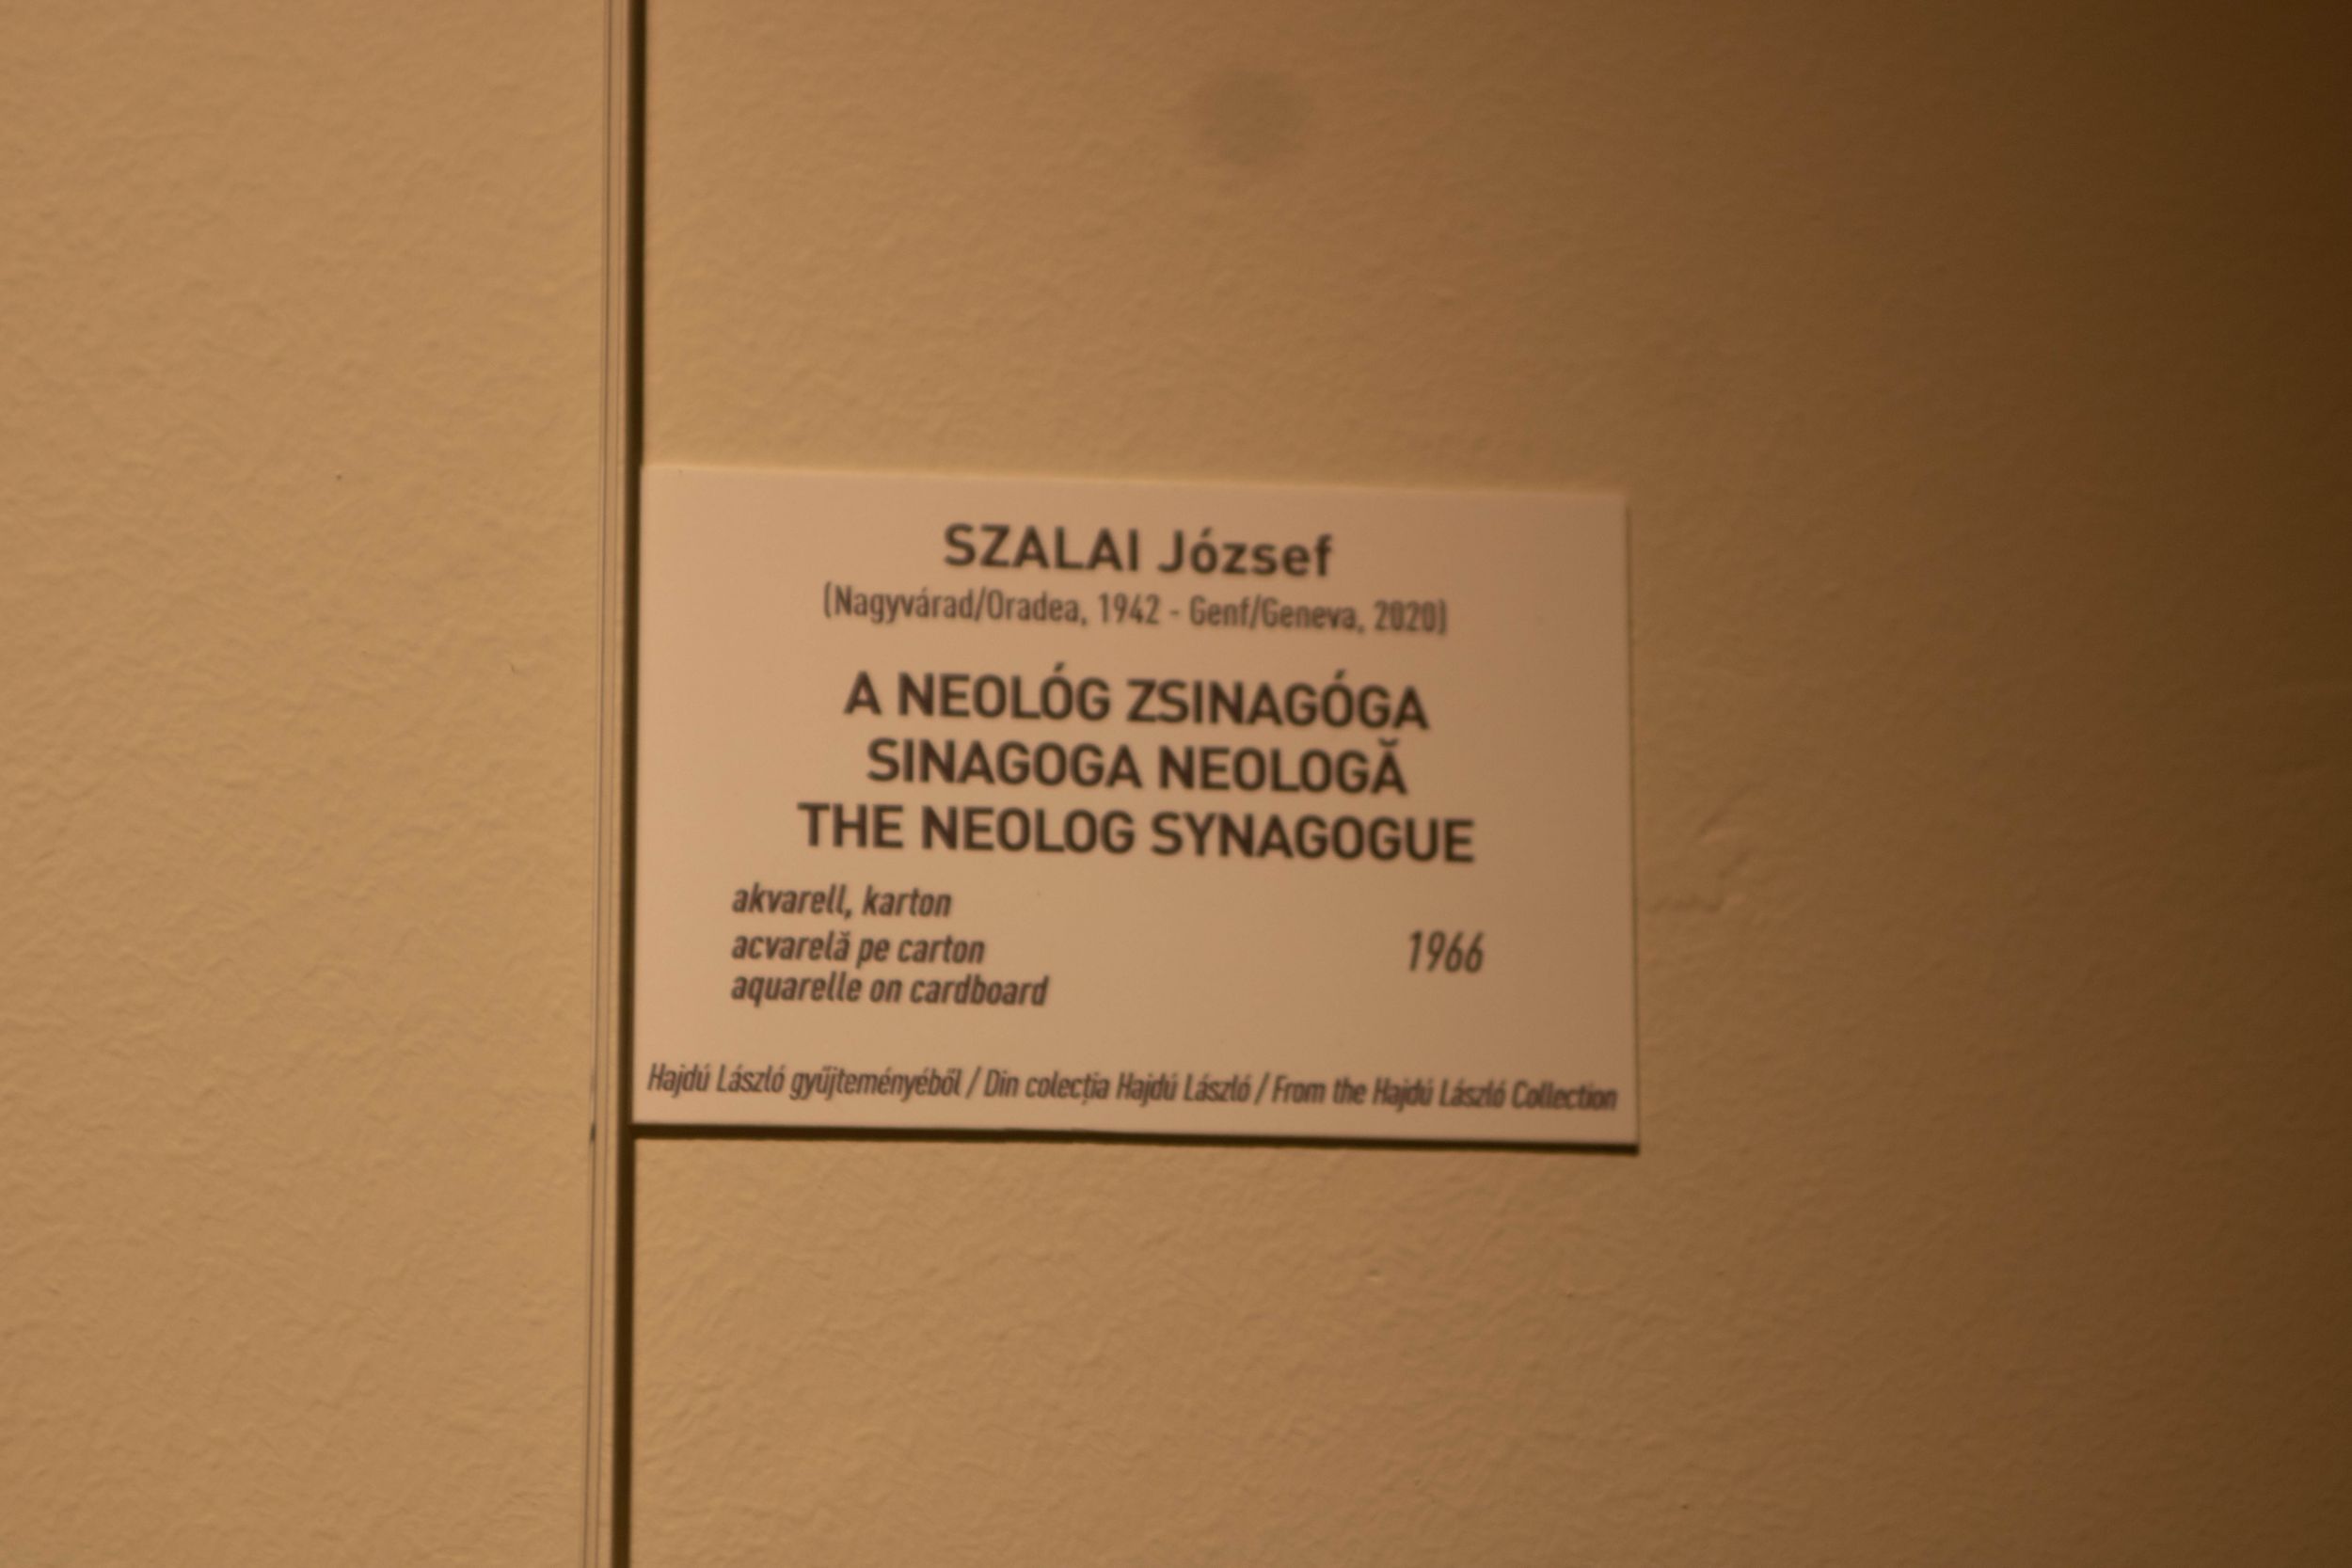 SZALAI József
(Nagyvárad/Oradea, 1942 - Genf/Geneva, 2020)
A NEOLÓG ZSINAGÓGA
SINAGOGA NEOLOGĂ
THE NEOLOG SYNAGOGUE
akvarell, karton
acvarelă pe carton
1966
aquarelle on cardboard
Hajdú László gyűjteményéből / Din colecția Hajdú László / From the Hajdú László Collection